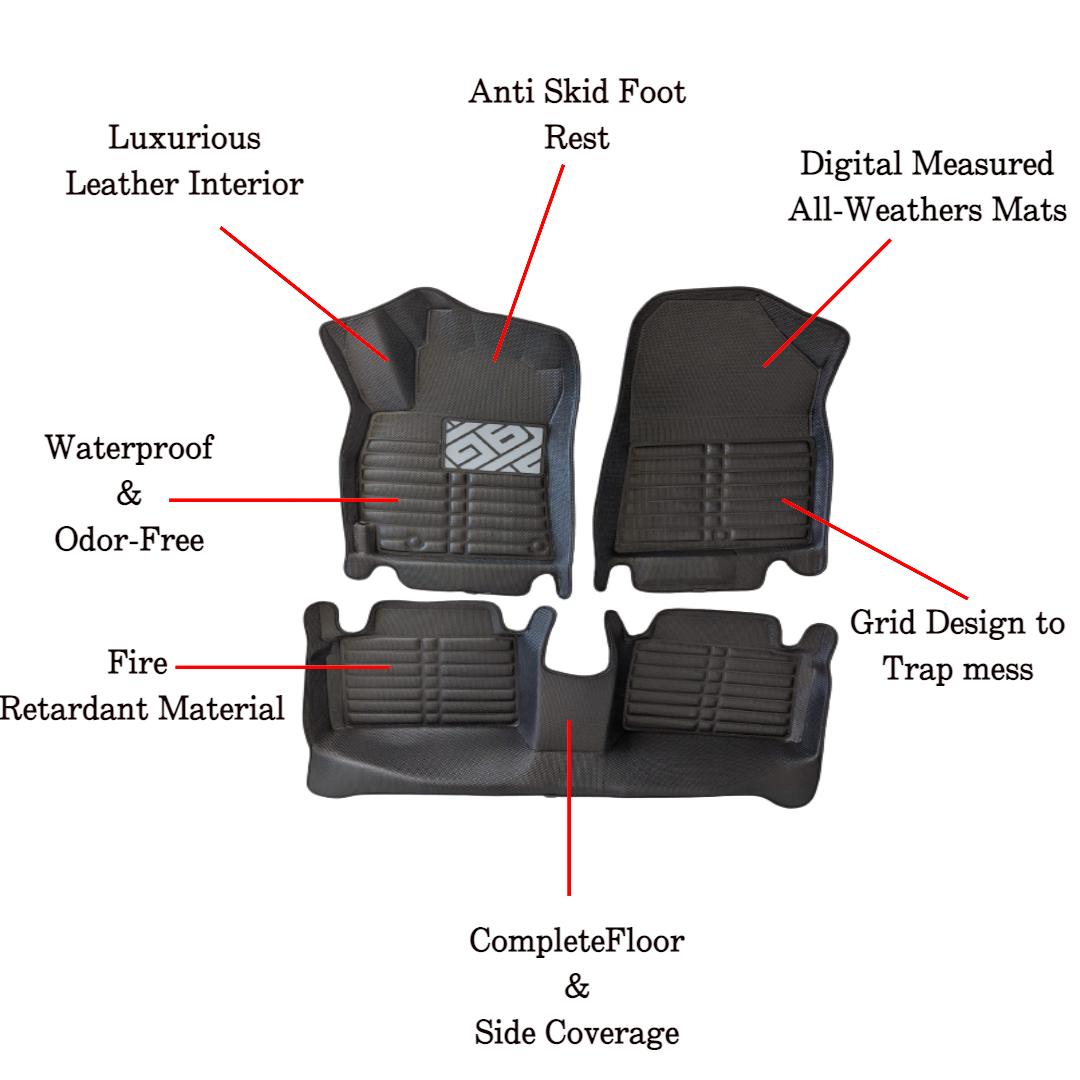 Anti Skid Foot
Rest
Luxurious
Leather Interior
Digital Measured
All-Weathers Mats
Waterproof
&
Odor-Free
Grid Design to
Trap mess
Fire
Retardant Material
CompleteFloor
&
Side Coverage